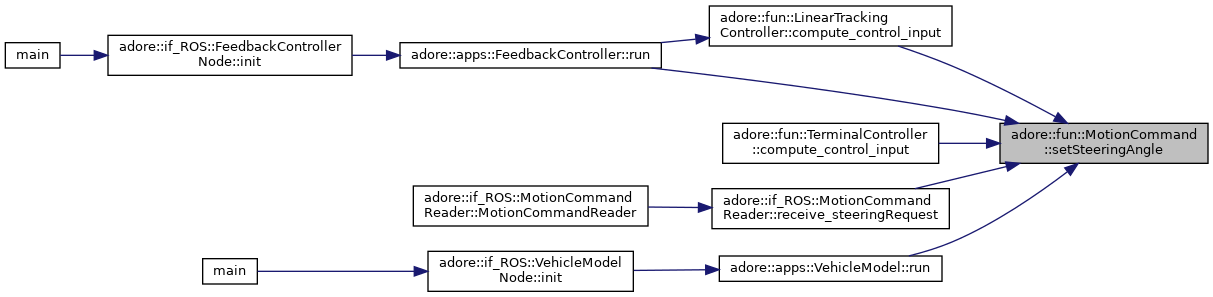 main
adore::if_ROS::FeedbackController
Node::init
adore::apps::FeedbackController::run
adore::fun::LinearTracking
Controller::compute_control_input
adore::fun::MotionCommand
::setSteeringAngle
adore::fun::TerminalController
::compute_control_input
adore::if_ROS::MotionCommand
Reader::MotionCommandReader
adore::if_ROS::MotionCommand
Reader::receive_steeringRequest
main
adore::if_ROS::VehicleModel
Node::init
adore::apps::VehicleModel::run